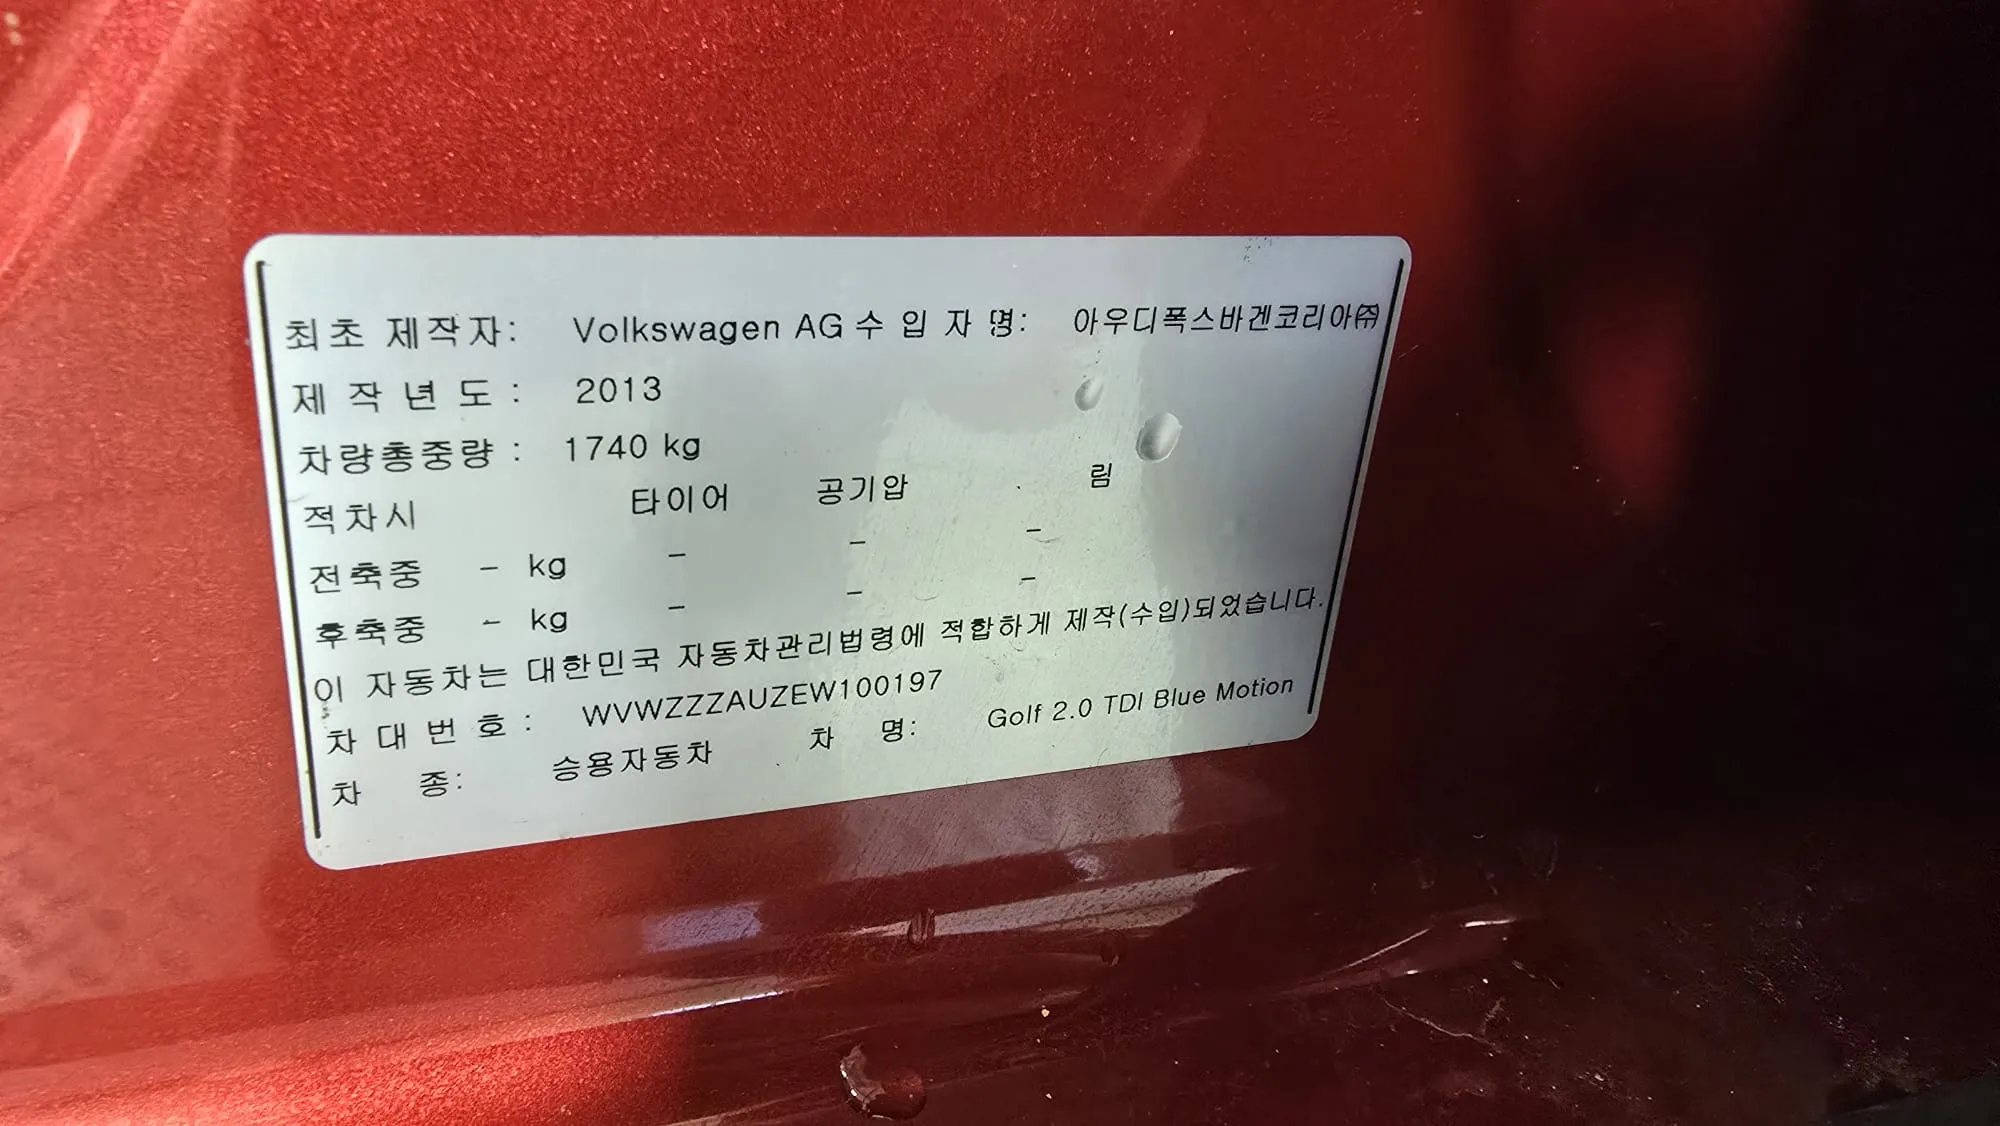 최초 제작자: Volkswagen AG 수 입 자 명: 아우디폭스바겐코리아㈜
제 작 년 도 : 2013
차량총중량 : 1740 kg
적차시 타이어 공기압 . 림
전축중 - kg - - -
후축중 - kg - - -
이 자동차는 대한민국 자동차관리법령에 적합하게 제작(수입)되었습니다.
차 대 번 호 : WVWZZZAUZEW100197
차 종: 승용자동차 차 명: Golf 2.0 TDI Blue Motion